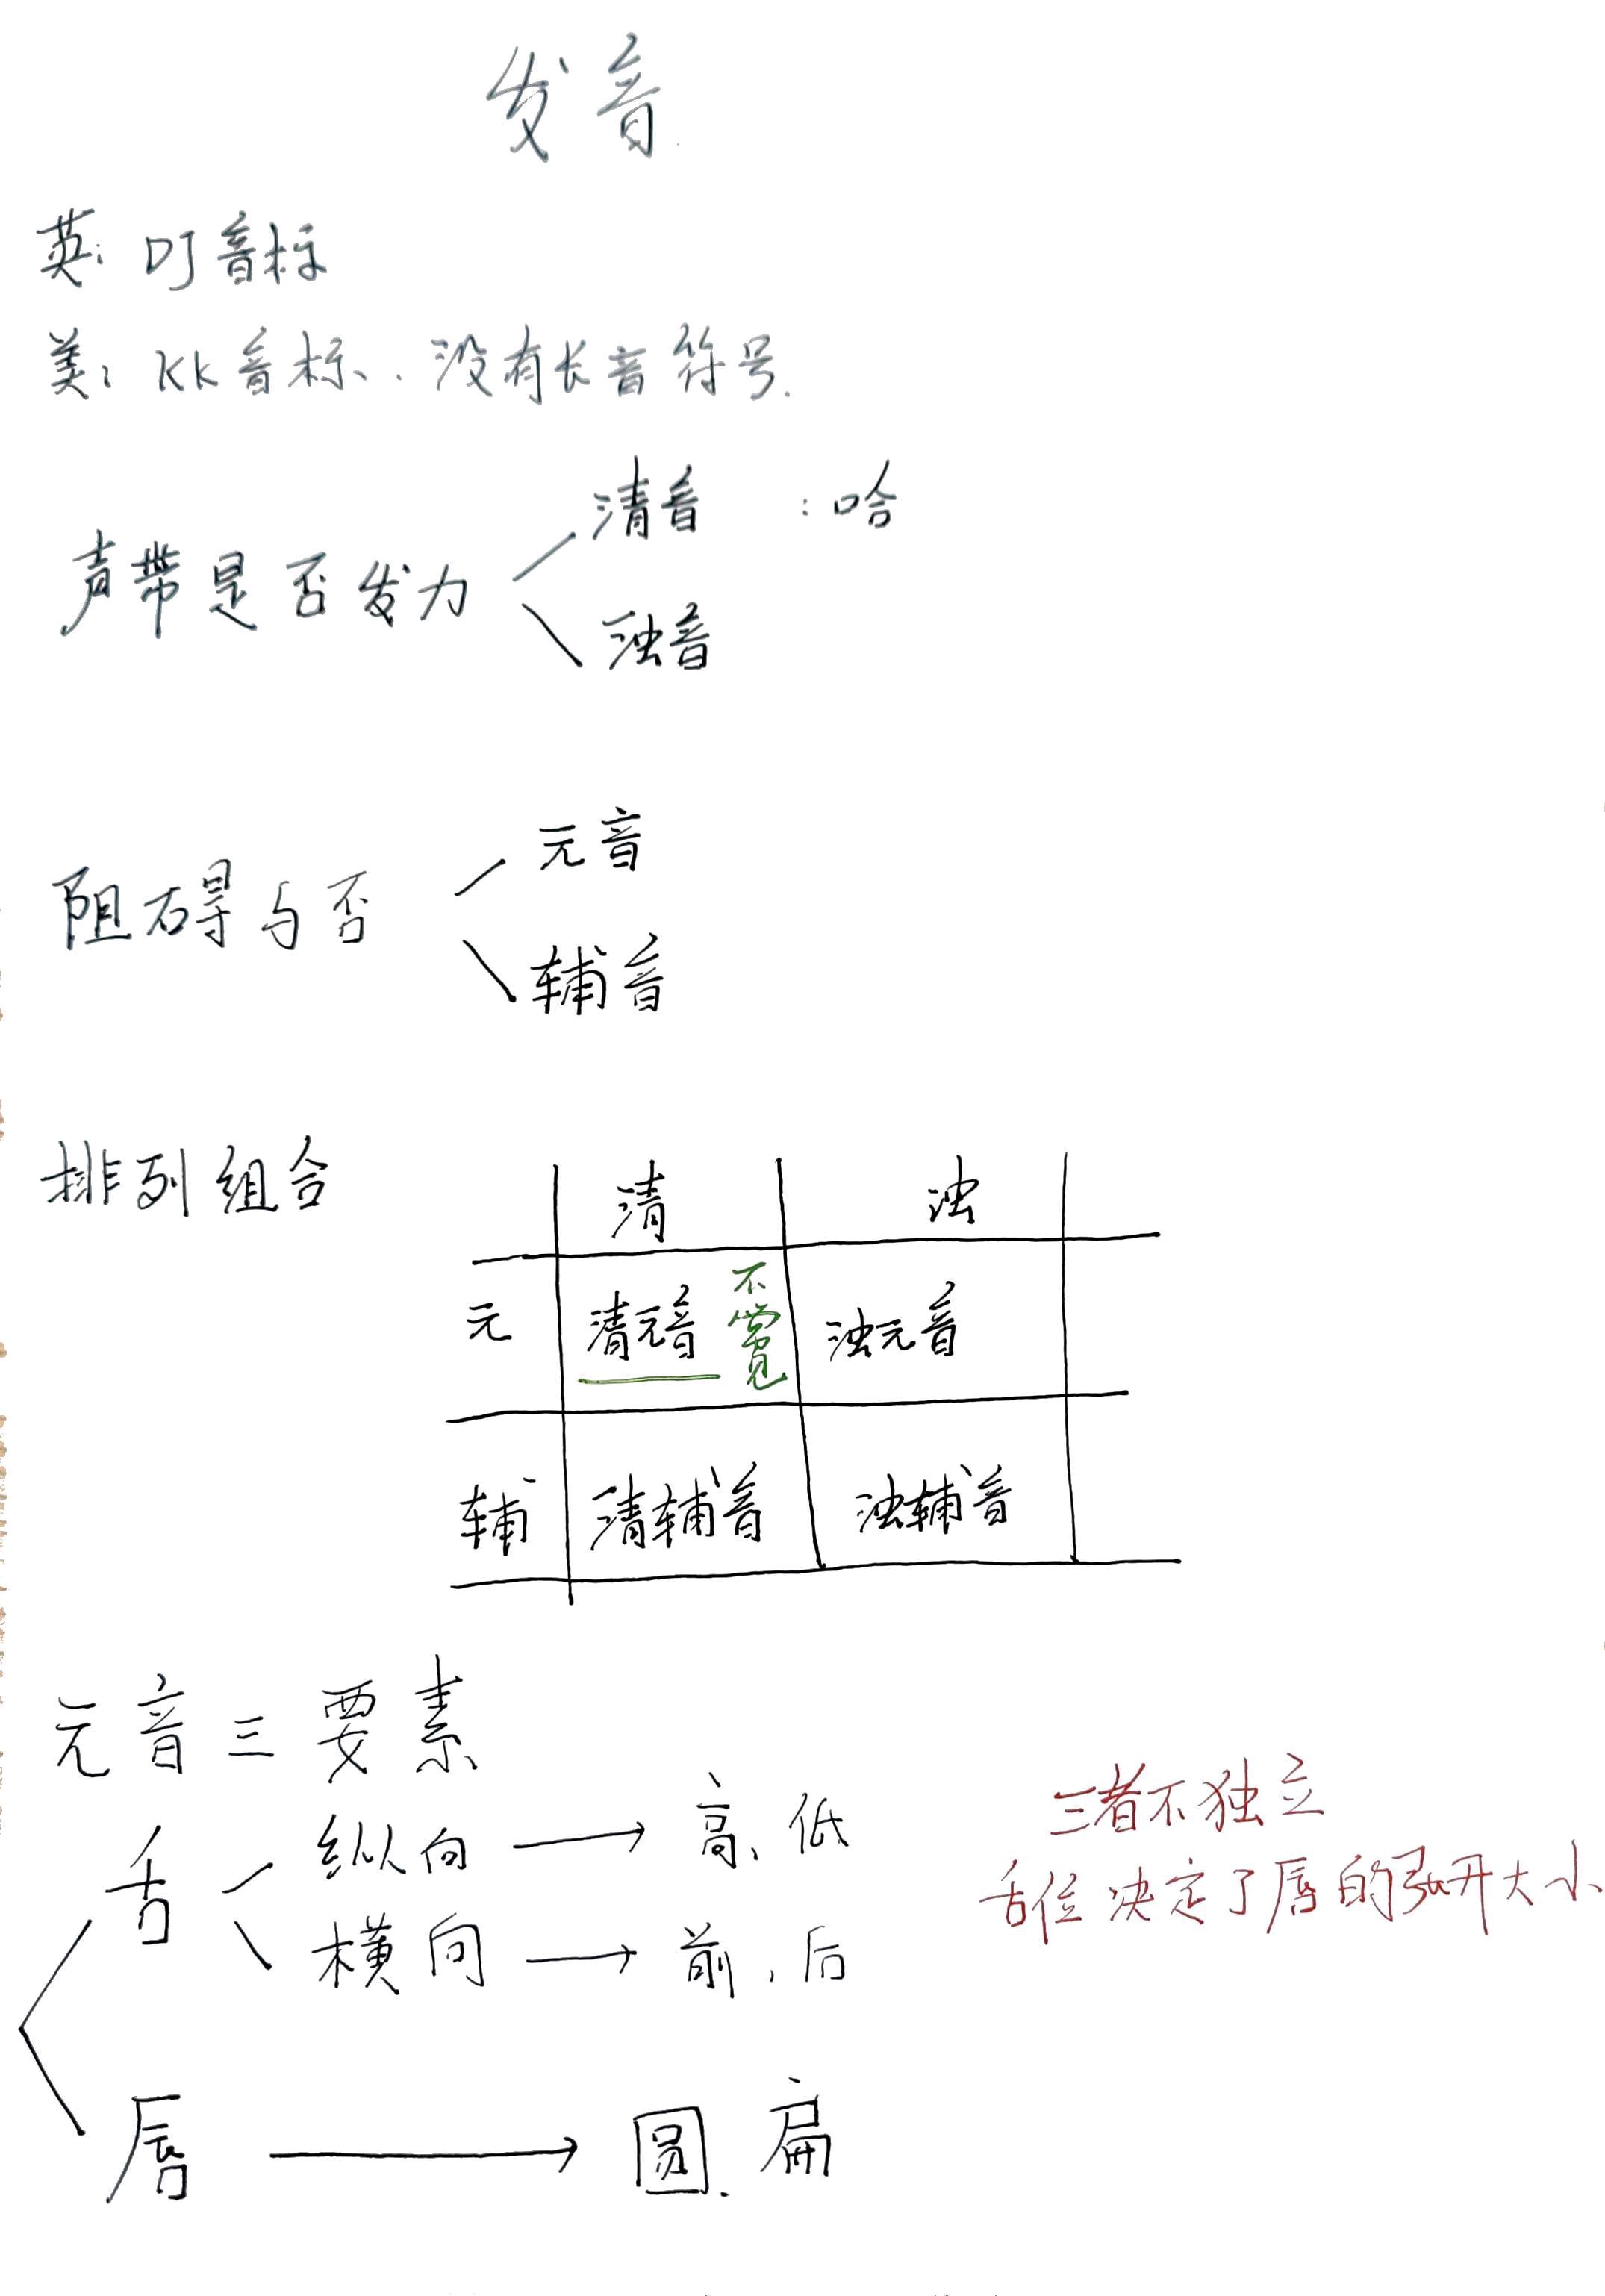 发音
英: DJ音标
美: KK音标、没有长音符号.
清音 : 哈
声带是否发力
浊音
元音
阻碍与否
辅音
排列组合
清 浊
元 清元音 不常见 浊元音
辅 清辅音 浊辅音
元音三要素
舌 纵向 → 高、低
横向 → 前、后
三者不独立
舌位决定了唇的张开大小
唇 → 圆、扁